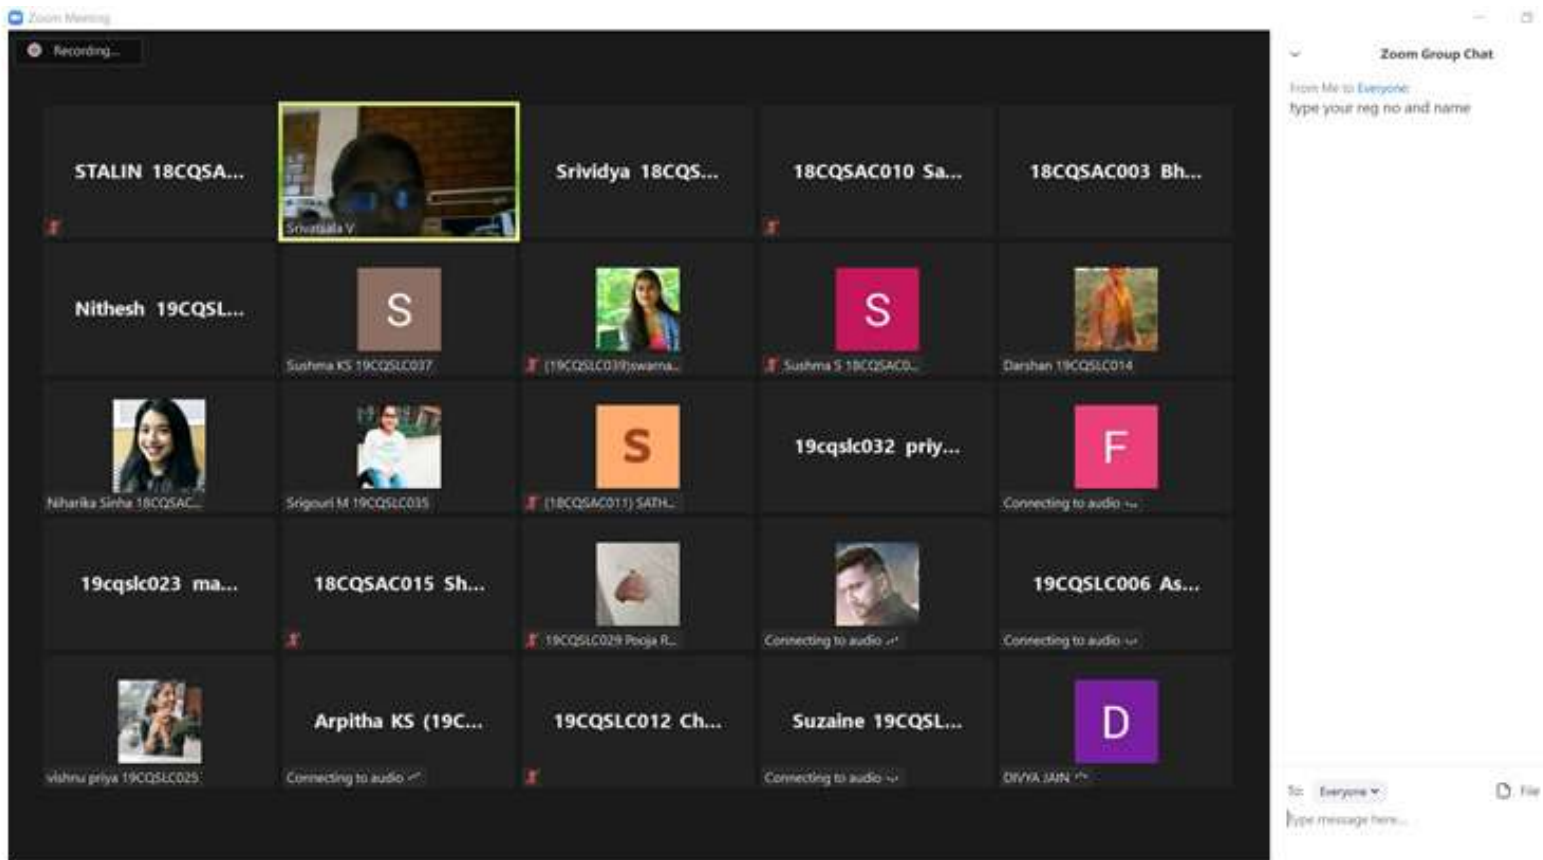 Zoom Meeting
Recording...
Zoom Group Chat
From Me to Everyone:
type your reg no and name
STALIN 18CQSA...
Srivatsala V
Srividya 18CQS...
18CQSAC010 Sa...
18CQSAC003 Bh...
Nithesh 19CQSL...
S
Sushma KS 19CQSLC037
(19CQSLC039)swarna...
S
Sushma S 18CQSAC0...
Darshan 19CQSLC014
Niharika Sinha 18CQSAC...
Srigouri M 19CQSLC035
S
(18CQSAC011) SATH...
19cqslc032 priy...
F
Connecting to audio
19cqslc023 ma...
18CQSAC015 Sh...
19CQSLC029 Pooja R...
Connecting to audio
19CQSLC006 As...
Connecting to audio
vishnu priya 19CQSLC025
Arpitha KS (19C...
Connecting to audio
19CQSLC012 Ch...
Suzaine 19CQSL...
Connecting to audio
D
DIVYA JAIN
To: Everyone
File
Type message here...